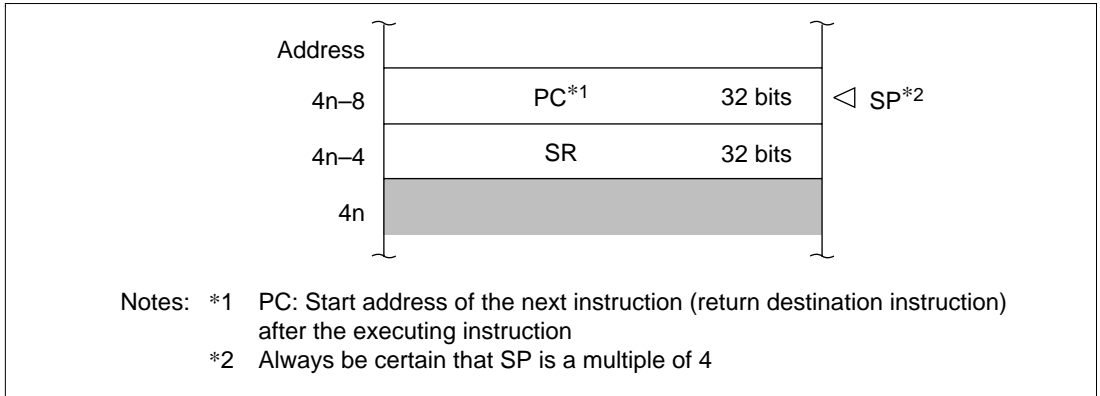 Address
4n–8 PC*1 32 bits ◁ SP*2
4n–4 SR 32 bits
4n
Notes: *1 PC: Start address of the next instruction (return destination instruction)
after the executing instruction
*2 Always be certain that SP is a multiple of 4